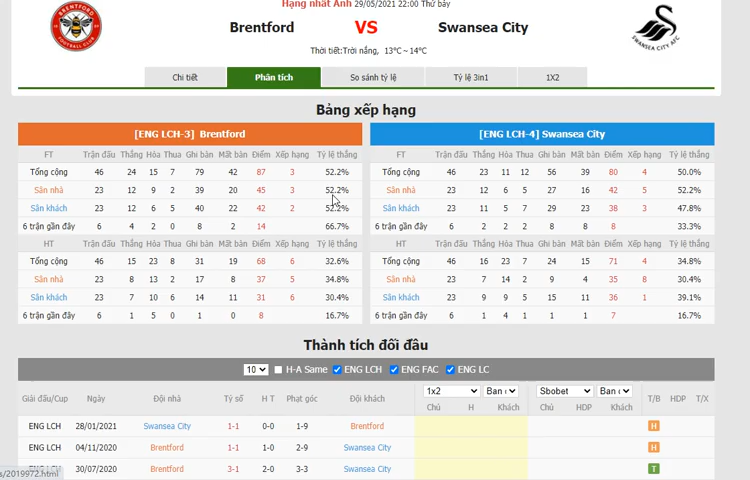 Hạng nhất Anh 29/05/2021 22:00 Thứ bảy
BRENTFORD
FOOTBALL CLUB
Brentford VS Swansea City
SWANSEA CITY AFC
Thời tiết:Trời nắng, 13℃~14℃
Chi tiết Phân tích So sánh tỷ lệ Tỷ lệ 3in1 1X2
Bảng xếp hạng
[ENG LCH-3] Brentford [ENG LCH-4] Swansea City
FT Trận đấu Thắng Hòa Thua Ghi bàn Mất bàn Điểm Xếp hạng Tỷ lệ thắng FT Trận đấu Thắng Hòa Thua Ghi bàn Mất bàn Điểm Xếp hạng Tỷ lệ thắng
Tổng cộng 46 24 15 7 79 42 87 3 52.2% Tổng cộng 46 23 11 12 56 39 80 4 50.0%
Sân nhà 23 12 9 2 39 20 45 3 52.2% Sân nhà 23 12 6 5 27 16 42 5 52.2%
Sân khách 23 12 6 5 40 22 42 2 52.2% Sân khách 23 11 5 7 29 23 38 3 47.8%
6 trận gần đây 6 4 2 0 8 2 14 66.7% 6 trận gần đây 6 2 2 2 8 8 8 33.3%
HT Trận đấu Thắng Hòa Thua Ghi bàn Mất bàn Điểm Xếp hạng Tỷ lệ thắng HT Trận đấu Thắng Hòa Thua Ghi bàn Mất bàn Điểm Xếp hạng Tỷ lệ thắng
Tổng cộng 46 15 23 8 31 19 68 6 32.6% Tổng cộng 46 16 23 7 24 15 71 4 34.8%
Sân nhà 23 8 13 2 17 8 37 5 34.8% Sân nhà 23 7 14 2 9 4 35 8 30.4%
Sân khách 23 7 10 6 14 11 31 6 30.4% Sân khách 23 9 9 5 15 11 36 1 39.1%
6 trận gần đây 6 1 5 0 1 0 8 16.7% 6 trận gần đây 6 1 4 1 1 1 7 16.7%
Thành tích đối đầu
10 H-A Same ENG LCH ENG FAC ENG LC
Giải đấu/Cup Ngày Đội nhà Tỷ số H T Phạt góc Đội khách 1x2 Ban c Sbobet Ban c T/B HDP T/X
Chủ H Khách Chủ HDP Khách
ENG LCH 28/01/2021 Swansea City 1-1 0-0 1-9 Brentford H
ENG LCH 04/11/2020 Brentford 1-1 1-0 2-9 Swansea City H
ENG LCH 30/07/2020 Brentford 3-1 2-0 3-3 Swansea City T
s/2019972.html